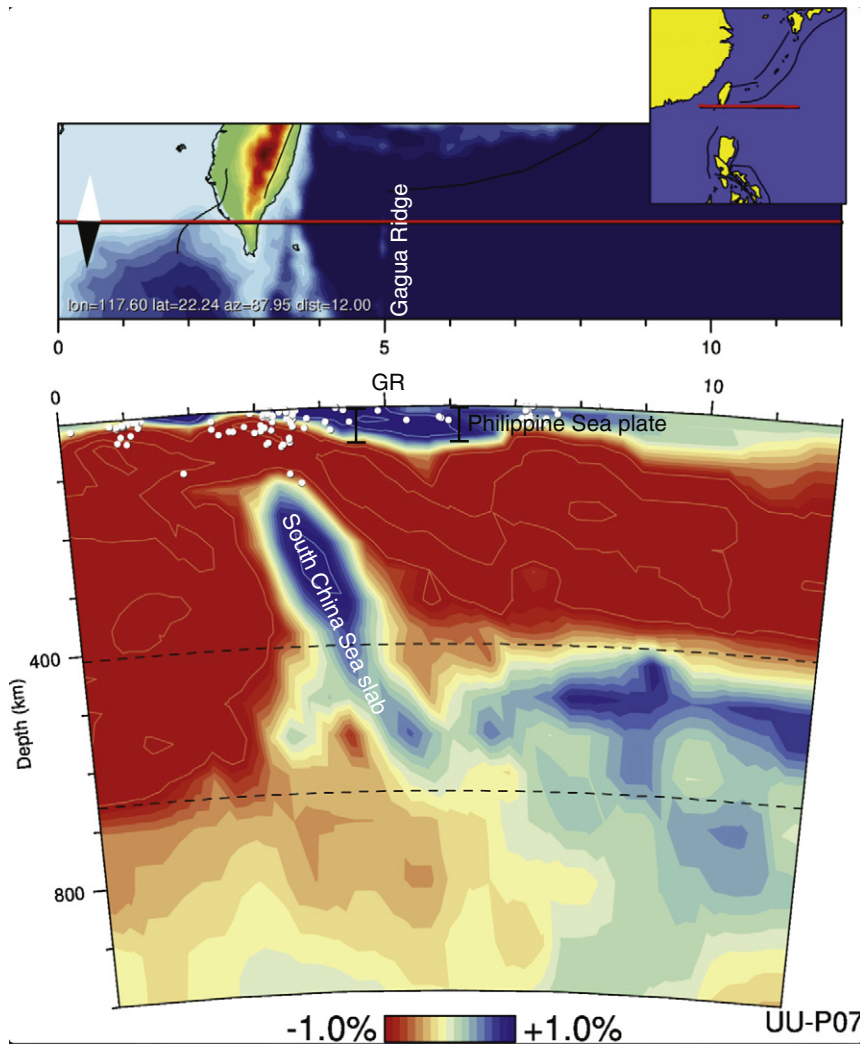 Gagua Ridge
lon=117.60 lat=22.24 az=87.95 dist=12.00
0
5
10
0
GR
10
Philippine Sea plate
South China Sea slab
400
Depth (km)
800
-1.0%
+1.0%
UU-P07